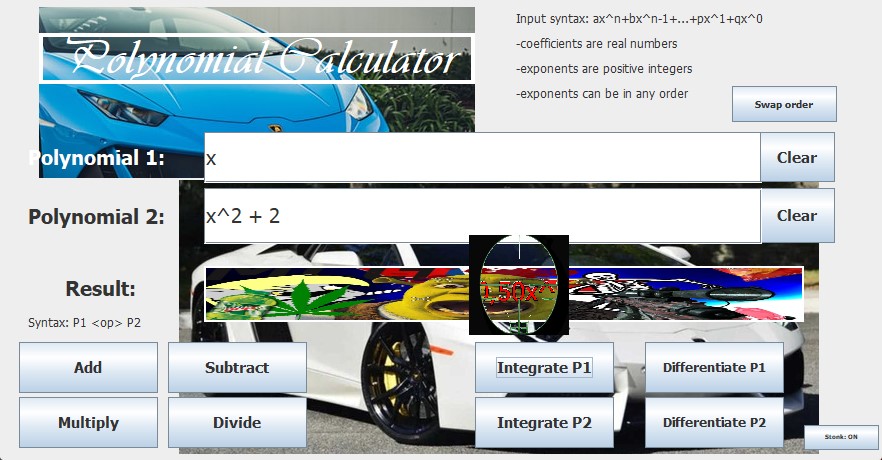 Polynomial Calculator
Input syntax: ax^n+bx^n-1+...+px^1+qx^0
-coefficients are real numbers
-exponents are positive integers
-exponents can be in any order
Swap order
Polynomial 1:
x
Clear
Polynomial 2:
x^2 + 2
Clear
Result:
0,50x^
Syntax: P1 <op> P2
Add
Subtract
Integrate P1
Differentiate P1
Multiply
Divide
Integrate P2
Differentiate P2
Stonk: ON